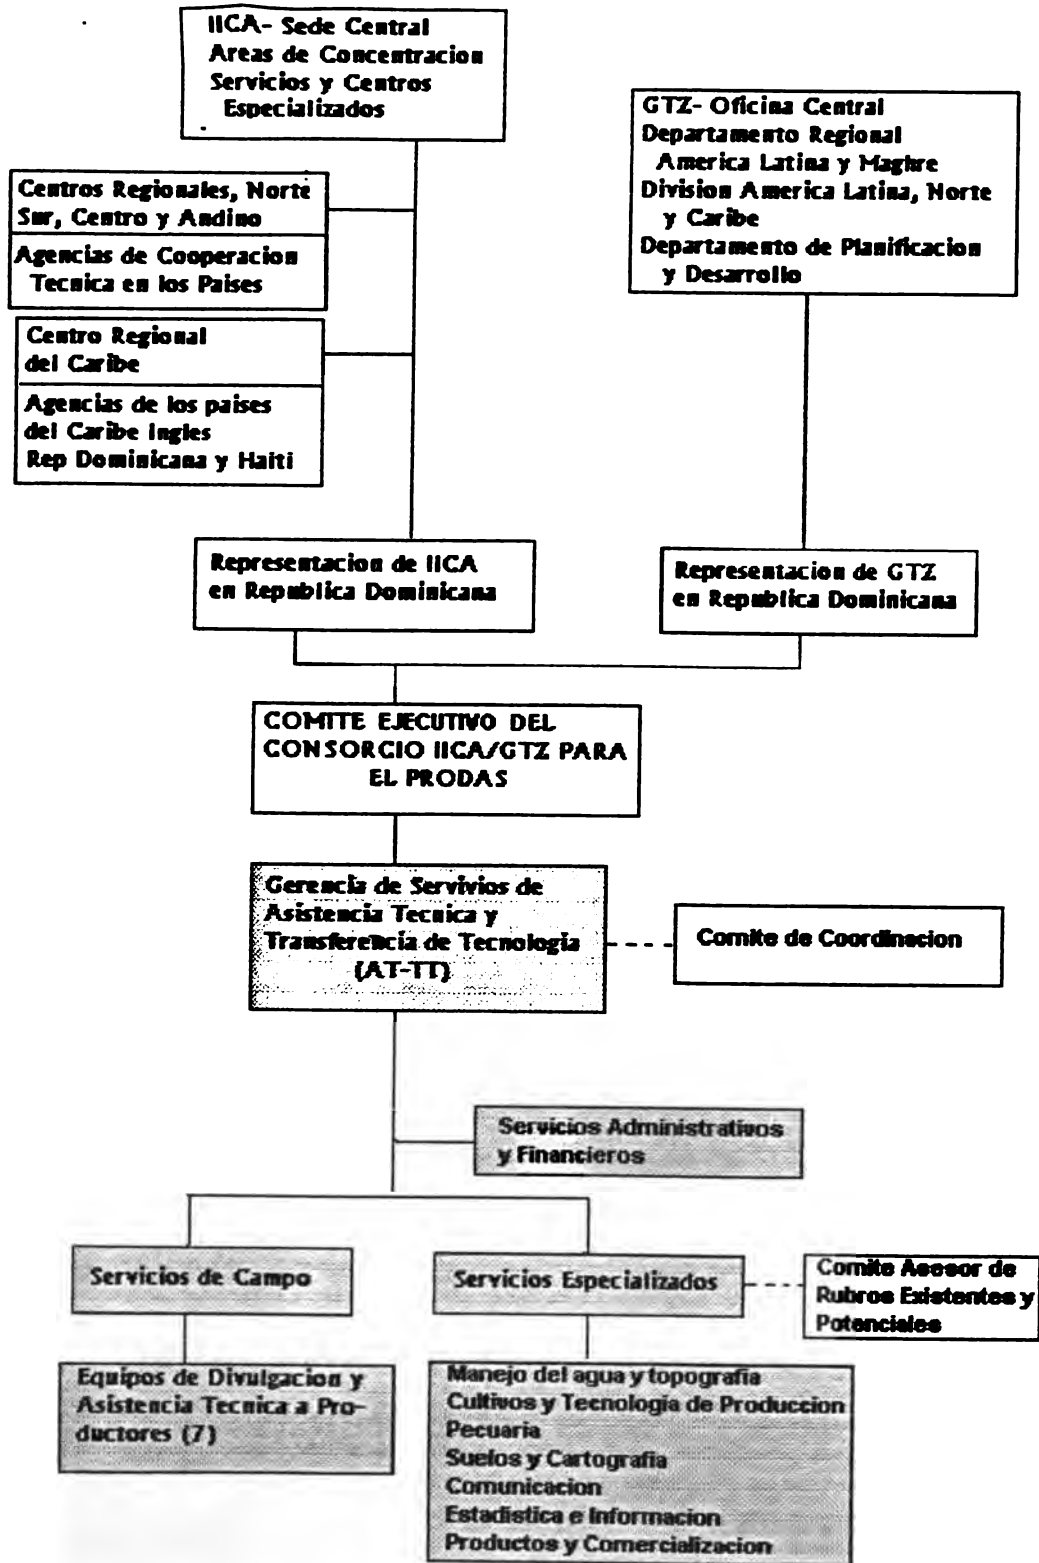 IICA- Sede Central
Areas de Concentracion
Servicios y Centros
Especializados
GTZ- Oficina Central
Departamento Regional
America Latina y Maghre
Division America Latina, Norte
y Caribe
Departamento de Planificacion
y Desarrollo
Centros Regionales, Norte
Sur, Centro y Andino
Agencias de Cooperacion
Tecnica en los Paises
Centro Regional
del Caribe
Agencias de los paises
del Caribe Ingles
Rep Dominicana y Haiti
Representacion de IICA
en Republica Dominicana
Representacion de GTZ
en Republica Dominicana
COMITE EJECUTIVO DEL
CONSORCIO IICA/GTZ PARA
EL PRODAS
Gerencia de Servivios de
Asistencia Tecnica y
Transferencia de Tecnología
(AT-TT)
Comite de Coordinacion
Servicios Administrativos
y Financieros
Servicios de Campo
Servicios Especializados
Comite Asesor de
Rubros Existentes y
Potenciales
Equipos de Divulgacion y
Asistencia Tecnica a Pro-
ductores (7)
Manejo del agua y topografia
Cultivos y Tecnología de Produccion
Pecuaria
Suelos y Cartografia
Comunicacion
Estadistica e Informacion
Productos y Comercializacion